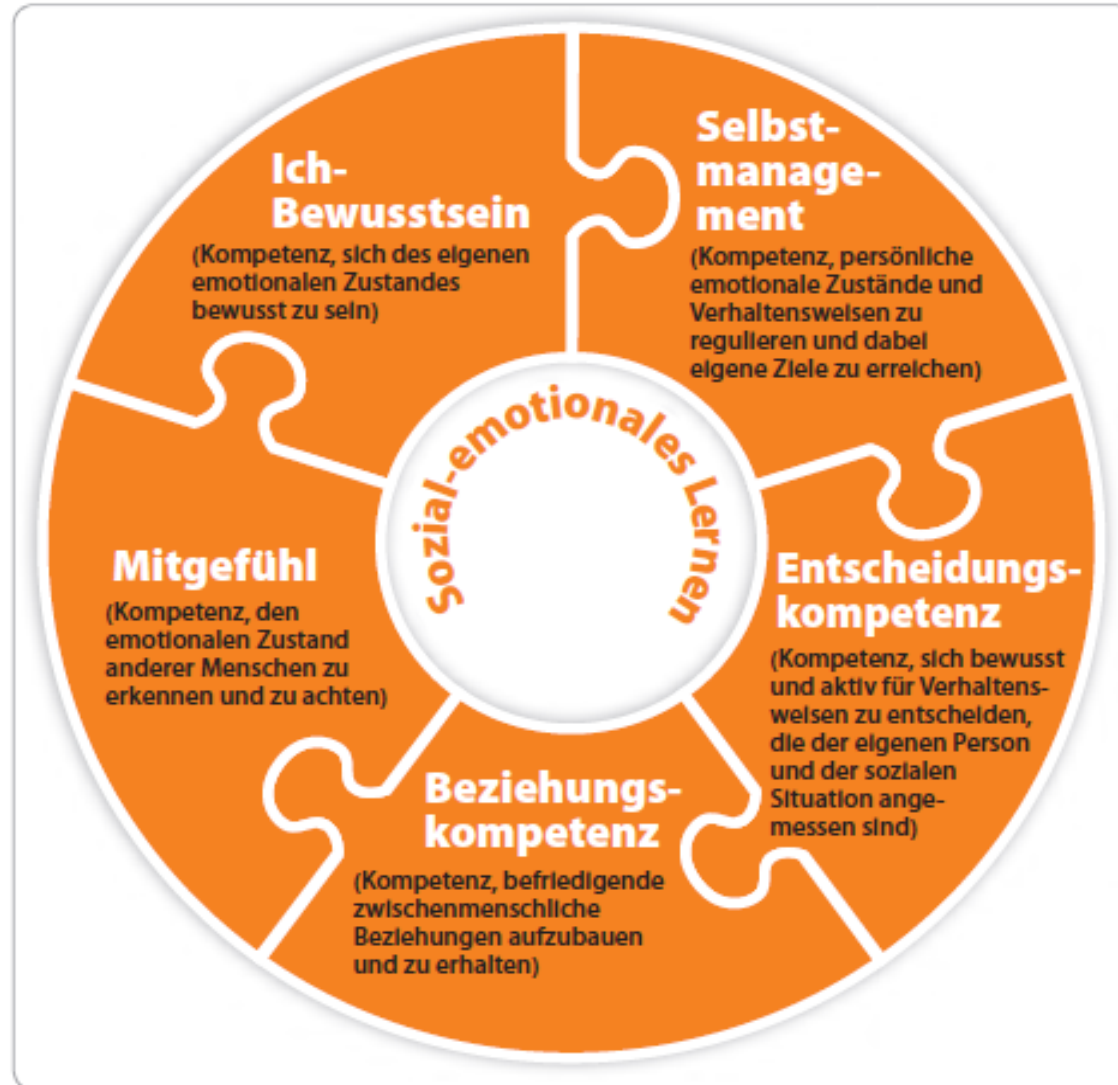 Ich-
Bewusstsein
(Kompetenz, sich des eigenen
emotionalen Zustandes
bewusst zu sein)
Selbst-
manage-
ment
(Kompetenz, persönliche
emotionale Zustände und
Verhaltensweisen zu
regulieren und dabei
eigene Ziele zu erreichen)
Sozial-emotionales Lernen
Mitgefühl
(Kompetenz, den
emotionalen Zustand
anderer Menschen zu
erkennen und zu achten)
Entscheidungs-
kompetenz
(Kompetenz, sich bewusst
und aktiv für Verhaltens-
weisen zu entscheiden,
die der eigenen Person
und der sozialen
Situation ange-
messen sind)
Beziehungs-
kompetenz
(Kompetenz, befriedigende
zwischenmenschliche
Beziehungen aufzubauen
und zu erhalten)